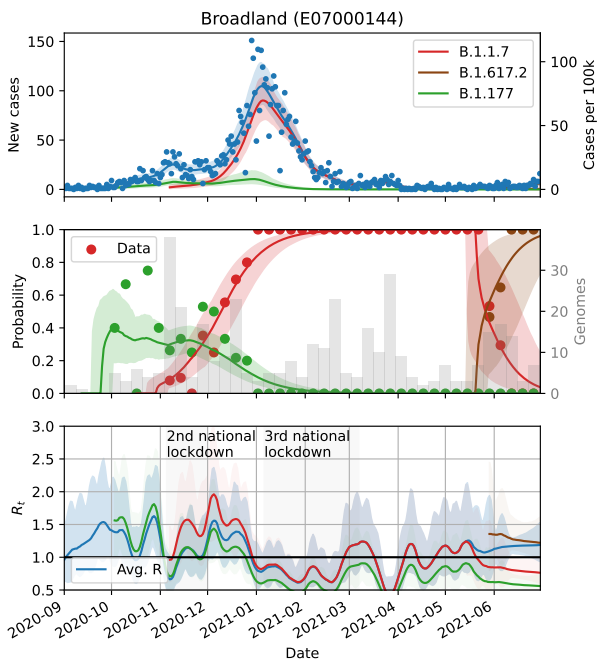 Broadland (E07000144)
150
100
50
0
New cases
100
50
0
Cases per 100k
B.1.1.7
B.1.617.2
B.1.177
1.0
0.8
0.6
0.4
0.2
0.0
Probability
Data
30
20
10
0
Genomes
3.0
2.5
2.0
1.5
1.0
0.5
Rt
2nd national
lockdown
3rd national
lockdown
Avg. R
2020-09
2020-10
2020-11
2020-12
2021-01
2021-02
2021-03
2021-04
2021-05
2021-06
Date